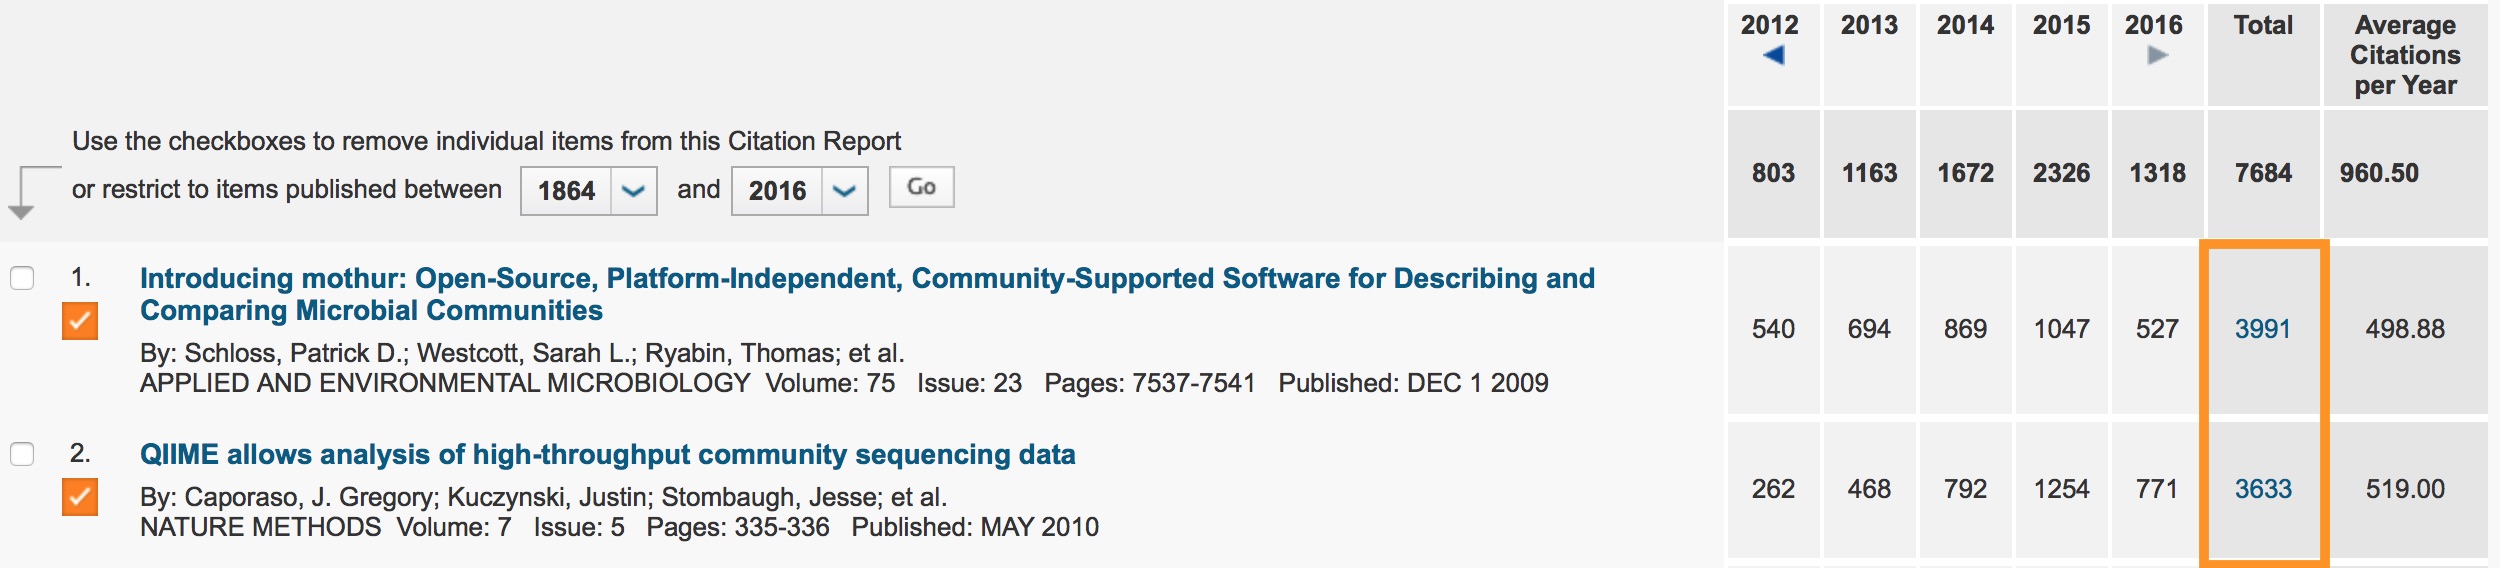 2012 2013 2014 2015 2016 Total Average
Citations
per Year
Use the checkboxes to remove individual items from this Citation Report
or restrict to items published between 1864 and 2016 Go
803 1163 1672 2326 1318 7684 960.50
1. Introducing mothur: Open-Source, Platform-Independent, Community-Supported Software for Describing and
Comparing Microbial Communities
By: Schloss, Patrick D.; Westcott, Sarah L.; Ryabin, Thomas; et al.
APPLIED AND ENVIRONMENTAL MICROBIOLOGY Volume: 75 Issue: 23 Pages: 7537-7541 Published: DEC 1 2009
540 694 869 1047 527 3991 498.88
2. QIIME allows analysis of high-throughput community sequencing data
By: Caporaso, J. Gregory; Kuczynski, Justin; Stombaugh, Jesse; et al.
NATURE METHODS Volume: 7 Issue: 5 Pages: 335-336 Published: MAY 2010
262 468 792 1254 771 3633 519.00